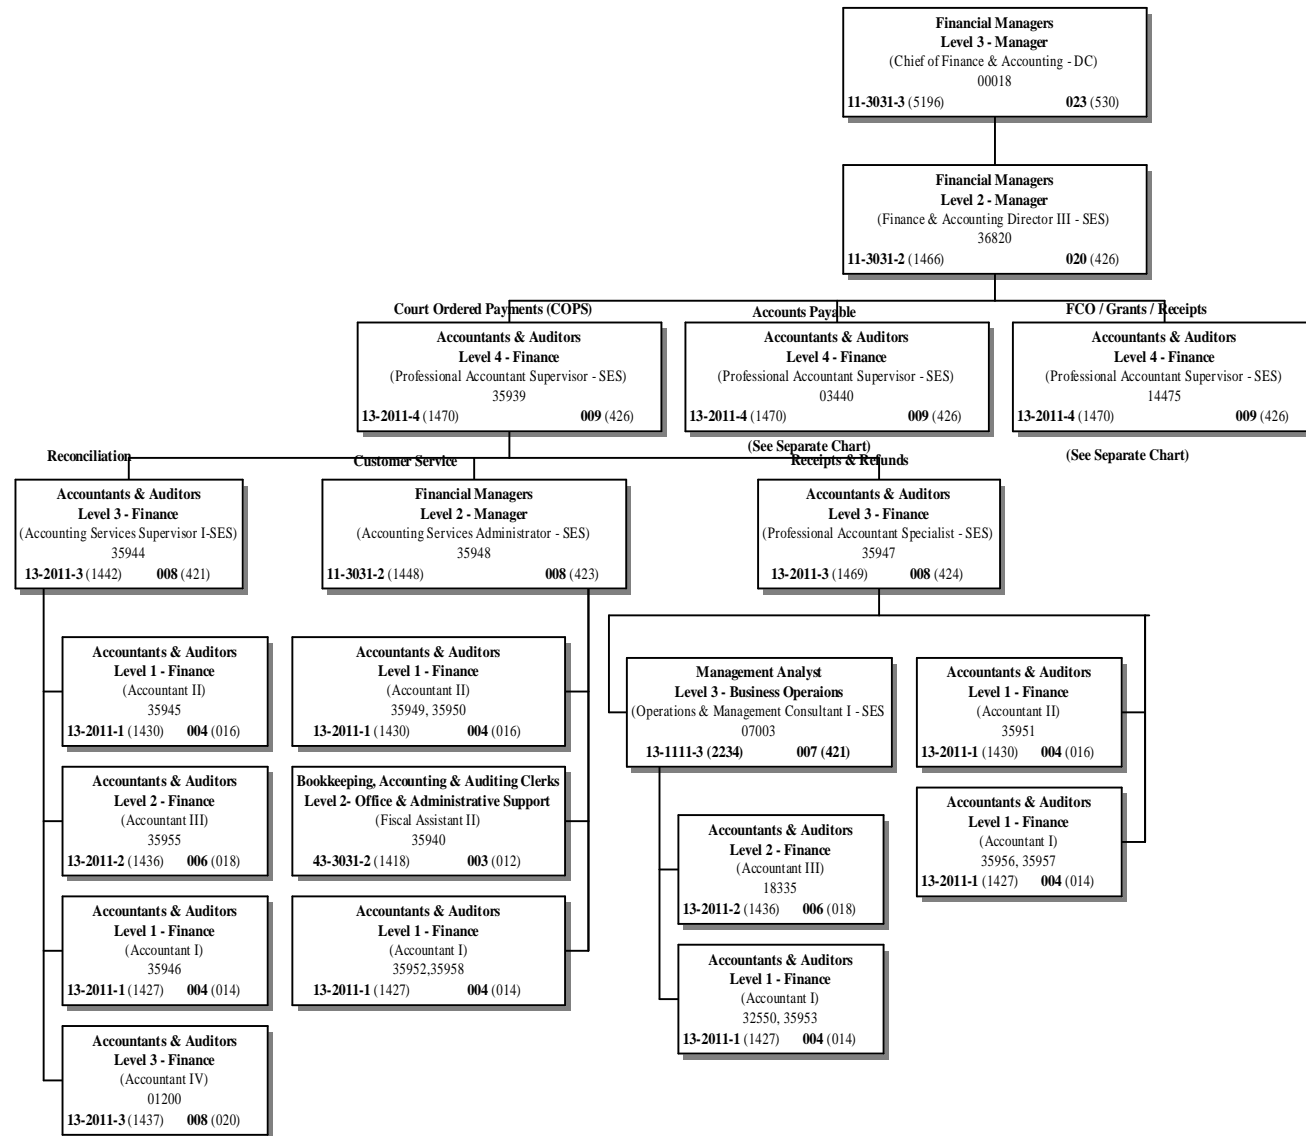 Financial Managers
Level 3 - Manager
(Chief of Finance & Accounting - DC)
00018
11-3031-3 (5196) 023 (530)
Financial Managers
Level 2 - Manager
(Finance & Accounting Director III - SES)
36820
11-3031-2 (1466) 020 (426)
Court Ordered Payments (COPS)
Accountants & Auditors
Level 4 - Finance
(Professional Accountant Supervisor - SES)
35939
13-2011-4 (1470) 009 (426)
Accounts Payable
Accountants & Auditors
Level 4 - Finance
(Professional Accountant Supervisor - SES)
03440
13-2011-4 (1470) 009 (426)
(See Separate Chart)
FCO / Grants / Receipts
Accountants & Auditors
Level 4 - Finance
(Professional Accountant Supervisor - SES)
14475
13-2011-4 (1470) 009 (426)
(See Separate Chart)
Reconciliation
Accountants & Auditors
Level 3 - Finance
(Accounting Services Supervisor I-SES)
35944
13-2011-3 (1442) 008 (421)
Accountants & Auditors
Level 1 - Finance
(Accountant II)
35945
13-2011-1 (1430) 004 (016)
Accountants & Auditors
Level 2 - Finance
(Accountant III)
35955
13-2011-2 (1436) 006 (018)
Accountants & Auditors
Level 1 - Finance
(Accountant I)
35946
13-2011-1 (1427) 004 (014)
Accountants & Auditors
Level 3 - Finance
(Accountant IV)
01200
13-2011-3 (1437) 008 (020)
Customer Service
Financial Managers
Level 2 - Manager
(Accounting Services Administrator - SES)
35948
11-3031-2 (1448) 008 (423)
Accountants & Auditors
Level 1 - Finance
(Accountant II)
35949, 35950
13-2011-1 (1430) 004 (016)
Bookkeeping, Accounting & Auditing Clerks
Level 2- Office & Administrative Support
(Fiscal Assistant II)
35940
43-3031-2 (1418) 003 (012)
Accountants & Auditors
Level 1 - Finance
(Accountant I)
35952,35958
13-2011-1 (1427) 004 (014)
Receipts & Refunds
Accountants & Auditors
Level 3 - Finance
(Professional Accountant Specialist - SES)
35947
13-2011-3 (1469) 008 (424)
Management Analyst
Level 3 - Business Operaions
(Operations & Management Consultant I - SES
07003
13-1111-3 (2234) 007 (421)
Accountants & Auditors
Level 2 - Finance
(Accountant III)
18335
13-2011-2 (1436) 006 (018)
Accountants & Auditors
Level 1 - Finance
(Accountant I)
32550, 35953
13-2011-1 (1427) 004 (014)
Accountants & Auditors
Level 1 - Finance
(Accountant II)
35951
13-2011-1 (1430) 004 (016)
Accountants & Auditors
Level 1 - Finance
(Accountant I)
35956, 35957
13-2011-1 (1427) 004 (014)